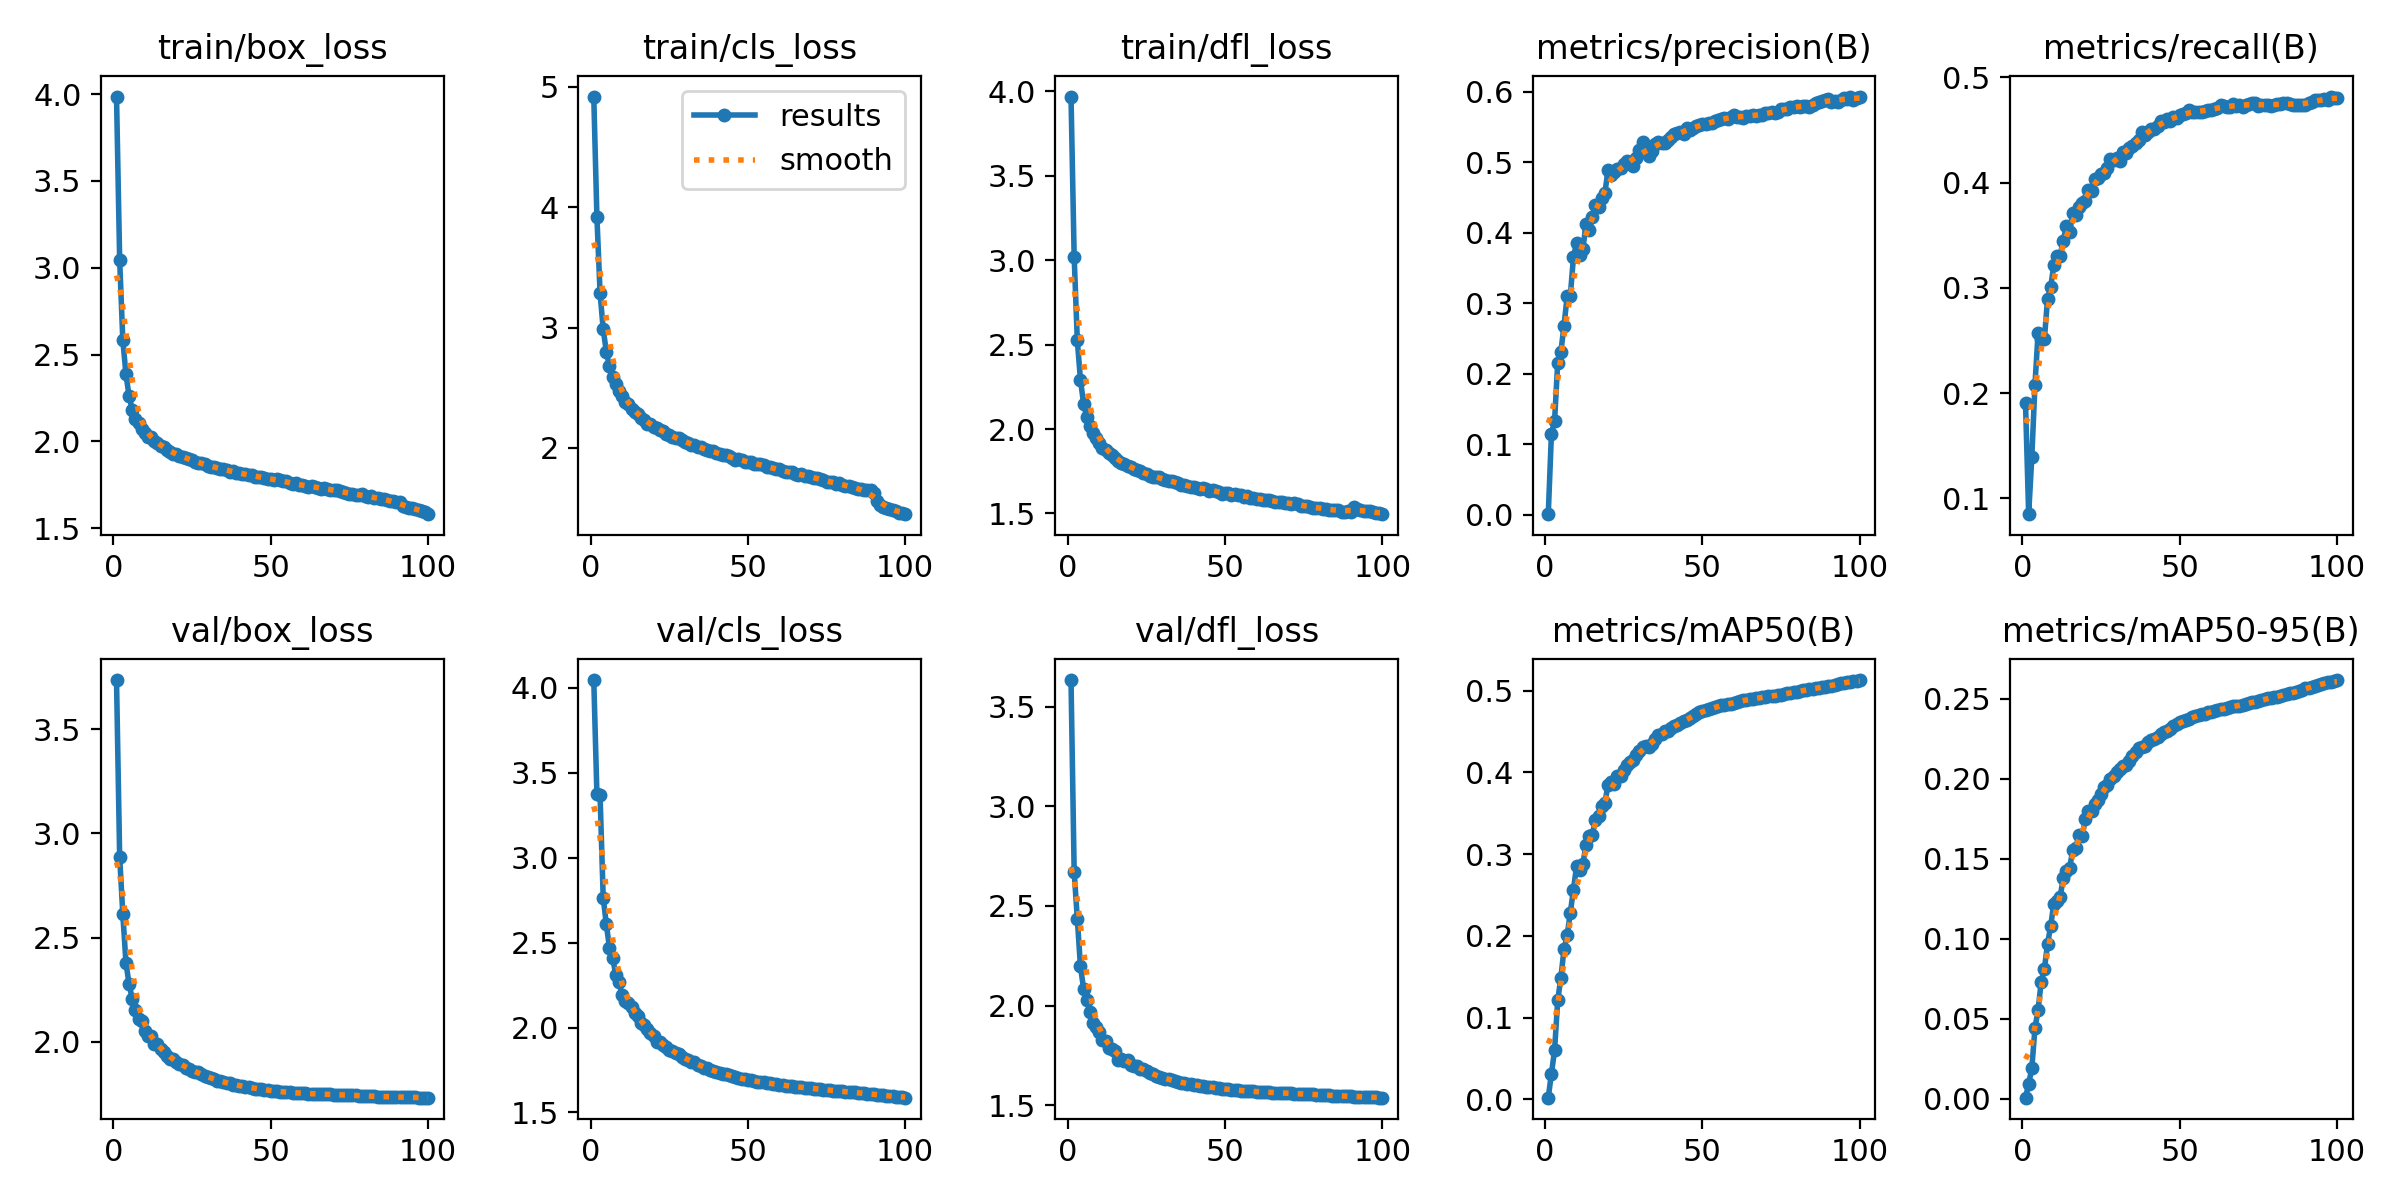 train/box_loss
4.0
3.5
3.0
2.5
2.0
1.5
0 50 100
train/cls_loss
results
smooth
5
4
3
2
0 50 100
train/dfl_loss
4.0
3.5
3.0
2.5
2.0
1.5
0 50 100
metrics/precision(B)
0.6
0.5
0.4
0.3
0.2
0.1
0.0
0 50 100
metrics/recall(B)
0.5
0.4
0.3
0.2
0.1
0 50 100
val/box_loss
3.5
3.0
2.5
2.0
0 50 100
val/cls_loss
4.0
3.5
3.0
2.5
2.0
1.5
0 50 100
val/dfl_loss
3.5
3.0
2.5
2.0
1.5
0 50 100
metrics/mAP50(B)
0.5
0.4
0.3
0.2
0.1
0.0
0 50 100
metrics/mAP50-95(B)
0.25
0.20
0.15
0.10
0.05
0.00
0 50 100